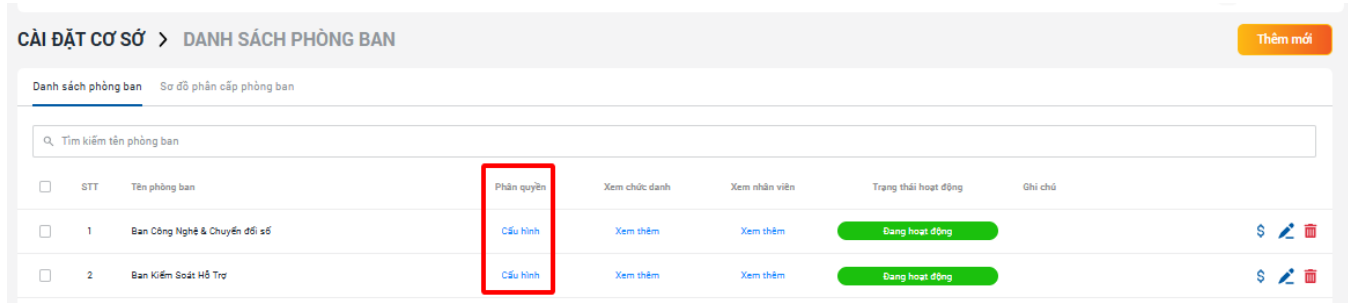 CÀI ĐẶT CƠ SỞ > DANH SÁCH PHÒNG BAN
Thêm mới
Danh sách phòng ban Sơ đồ phân cấp phòng ban
Tìm kiếm tên phòng ban
STT Tên phòng ban Phân quyền Xem chức danh Xem nhân viên Trạng thái hoạt động Ghi chú
1 Ban Công Nghệ & Chuyển đổi số Cấu hình Xem thêm Xem thêm Đang hoạt động $
2 Ban Kiểm Soát Hỗ Trợ Cấu hình Xem thêm Xem thêm Đang hoạt động $